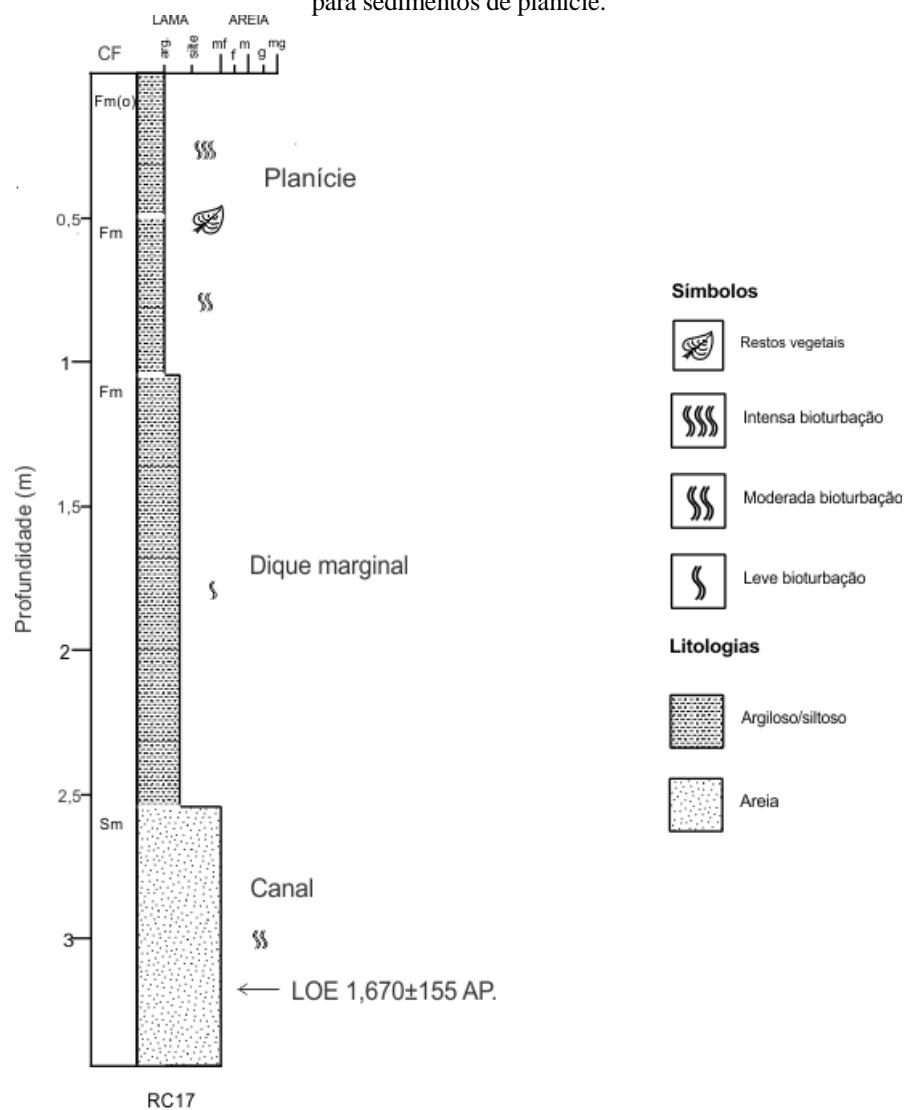 para sedimentos de planície.
LAMA AREIA
CF arg. silte mf f m g mg
Fm(o)
Planície
0,5
Fm
1
Fm
Profundidade (m)
1,5
Dique marginal
2
2,5
Sm
Canal
3
LOE 1,670±155 AP.
RC17
Símbolos
Restos vegetais
Intensa bioturbação
Moderada bioturbação
Leve bioturbação
Litologias
Argiloso/siltoso
Areia